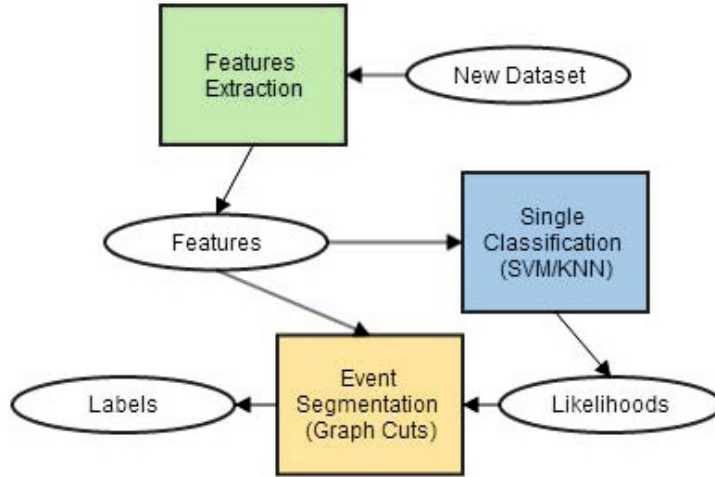 Features
Extraction
New Dataset
Features
Single
Classification
(SVM/KNN)
Event
Segmentation
(Graph Cuts)
Labels
Likelihoods